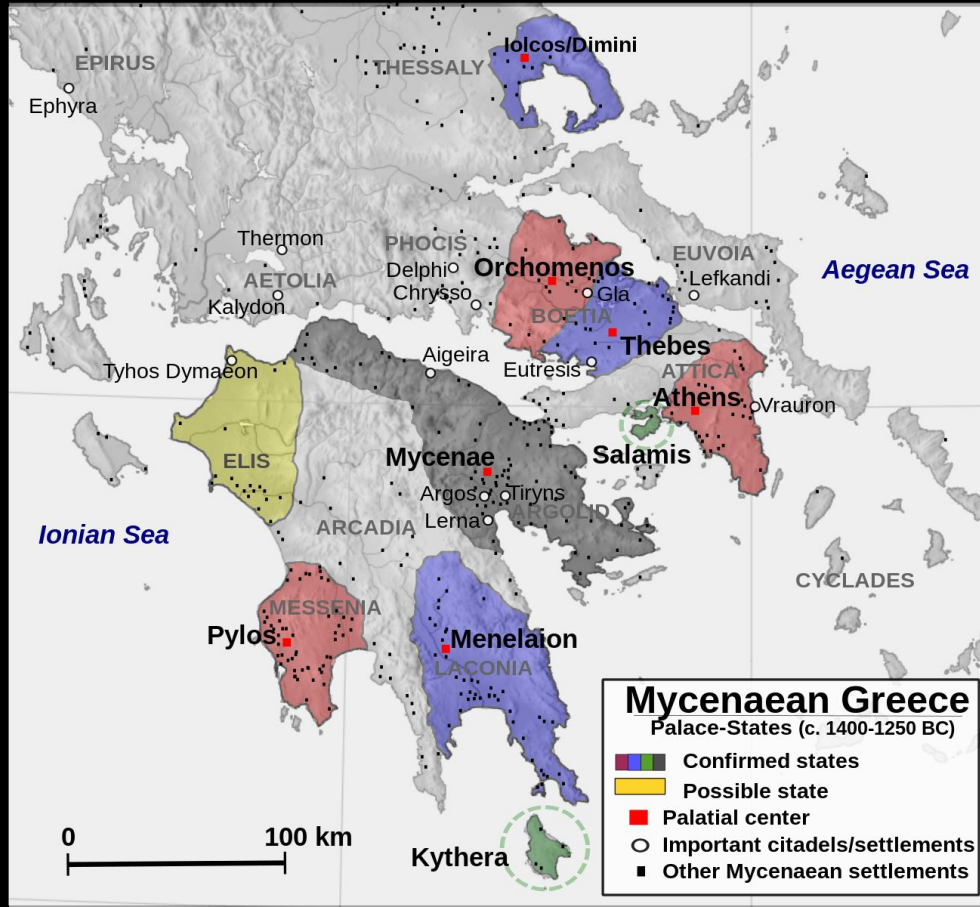 Iolcos/Dimini
EPIRUS
THESSALY
Ephyra
Thermon
PHOCIS
EUVOIA
Delphi
Orchomenos
Aegean Sea
AETOLIA
Lefkandi
Chrysso
Gla
Kalydon
BOETIA
Thebes
Aigeira
Tyhos Dymaeon
Eutresis
ATTICA
Athens
Vrauron
Mycenae
Salamis
ELIS
Argos
Tiryns
ARGOLID
Lerna
ARCADIA
Ionian Sea
CYCLADES
MESSENIA
Pylos
Menelaion
LACONIA
Mycenaean Greece
Palace-States (c. 1400-1250 BC)
Confirmed states
Possible state
Palatial center
Important citadels/settlements
Other Mycenaean settlements
0 100 km
Kythera